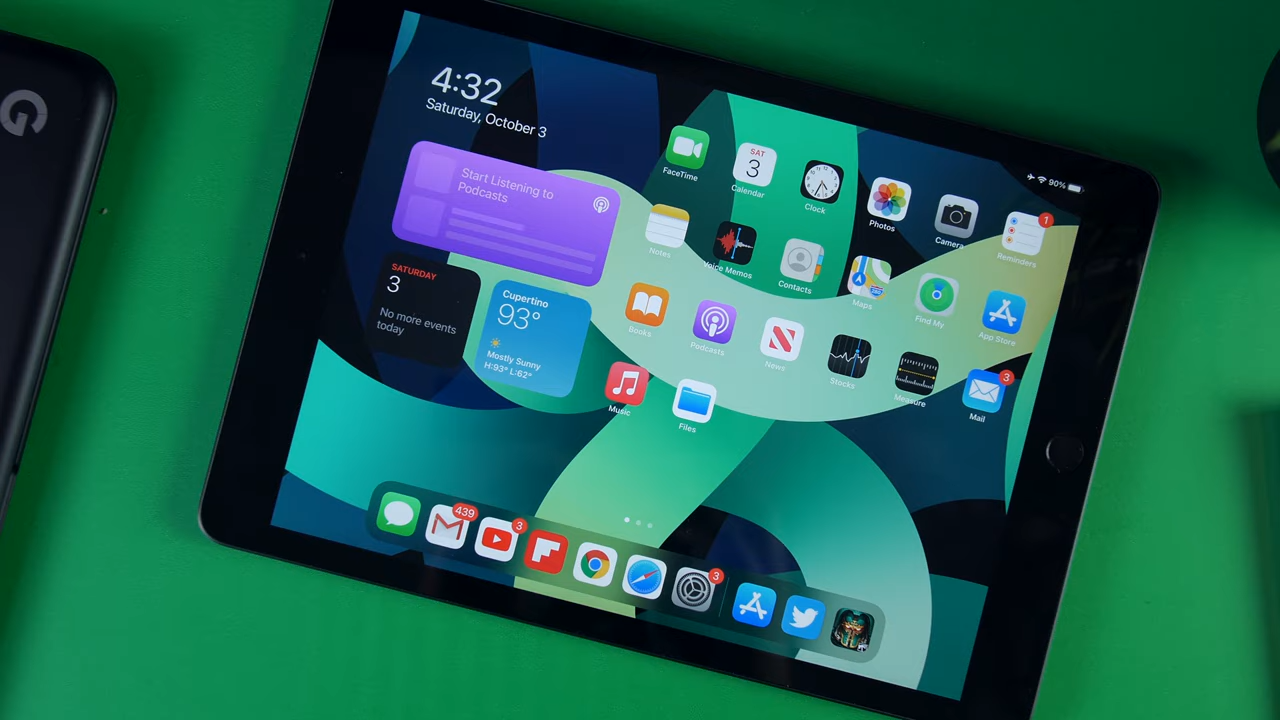 G
4:32
Saturday, October 3
90%
Start Listening to
Podcasts
SATURDAY
3
No more events
today
Cupertino
93°
Mostly Sunny
H:93° L:62°
FaceTime
SAT
3
Calendar
Clock
Photos
Camera
1
Reminders
Notes
Voice Memos
Contacts
280
Maps
Find My
App Store
Books
Podcasts
News
Stocks
Measure
3
Mail
Music
Files
439
3
3